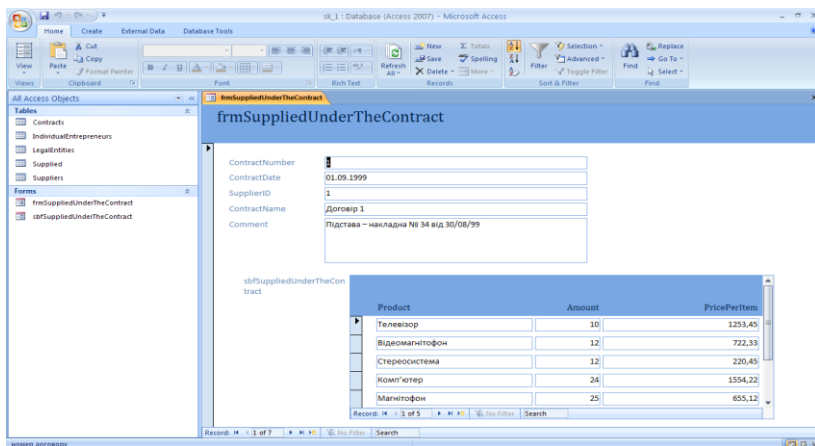 sk_1 : Database (Access 2007) - Microsoft Access
Home Create External Data Database Tools
View Paste Cut Copy Format Painter
B I U A
Refresh All New Save Delete Totals Spelling More
Filter Selection Advanced Toggle Filter
Find Replace Go To Select
Views Clipboard Font Rich Text Records Sort & Filter Find
All Access Objects
Tables
Contracts
IndividualEntrepreneurs
LegalEntities
Supplied
Suppliers
Forms
frmSuppliedUnderTheContract
sbfSuppliedUnderTheContract
frmSuppliedUnderTheContract
frmSuppliedUnderTheContract
ContractNumber
ContractDate 01.09.1999
SupplierID 1
ContractName Договір 1
Comment Підстава – накладна № 34 від 30/08/99
sbfSuppliedUnderTheCon
tract
Product Amount PricePerItem
Телевізор 10 1253,45
Відеомагнітофон 12 722,33
Стереосистема 12 220,45
Комп'ютер 24 1554,22
Магнітофон 25 655,12
Record: 1 of 5 No Filter Search
Record: 1 of 7 No Filter Search
номер договору